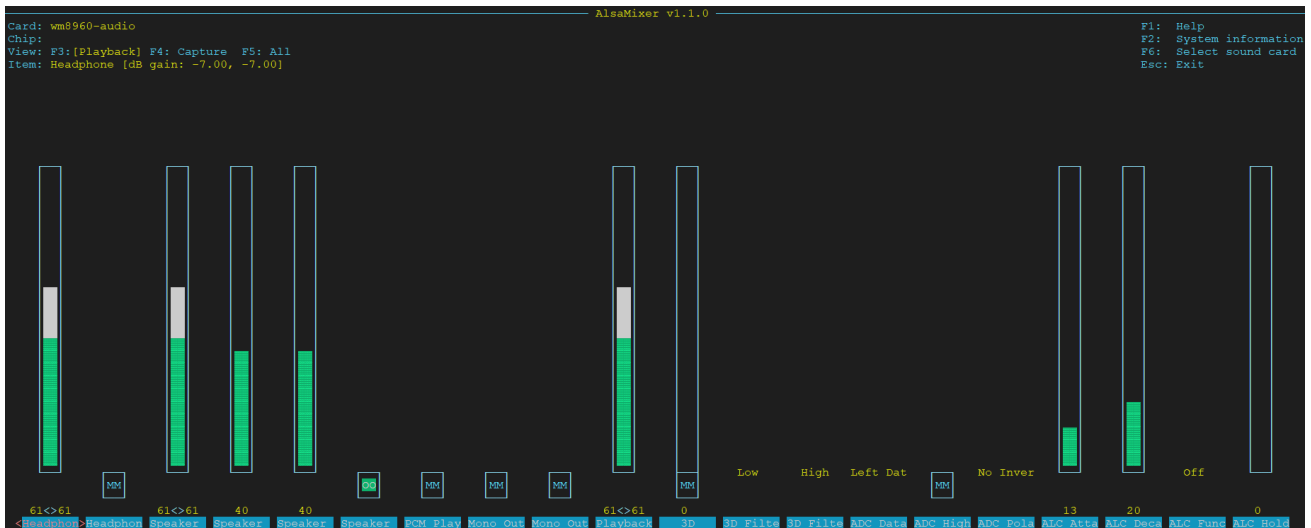 AlsaMixer v1.1.0
Card: wm8960-audio F1: Help
Chip: F2: System information
View: F3:[Playback] F4: Capture F5: All F6: Select sound card
Item: Headphone [dB gain: -7.00, -7.00] Esc: Exit
Low High Left Dat No Inver Off
MM OO MM MM MM MM MM
61<>61 61<>61 40 40 61<>61 0 13 20 0
<Headphon>Headphon Speaker Speaker Speaker Speaker PCM Play Mono Out Mono Out Playback 3D 3D Filte 3D Filte ADC Data ADC High ADC Pola ALC Atta ALC Deca ALC Func ALC Hold